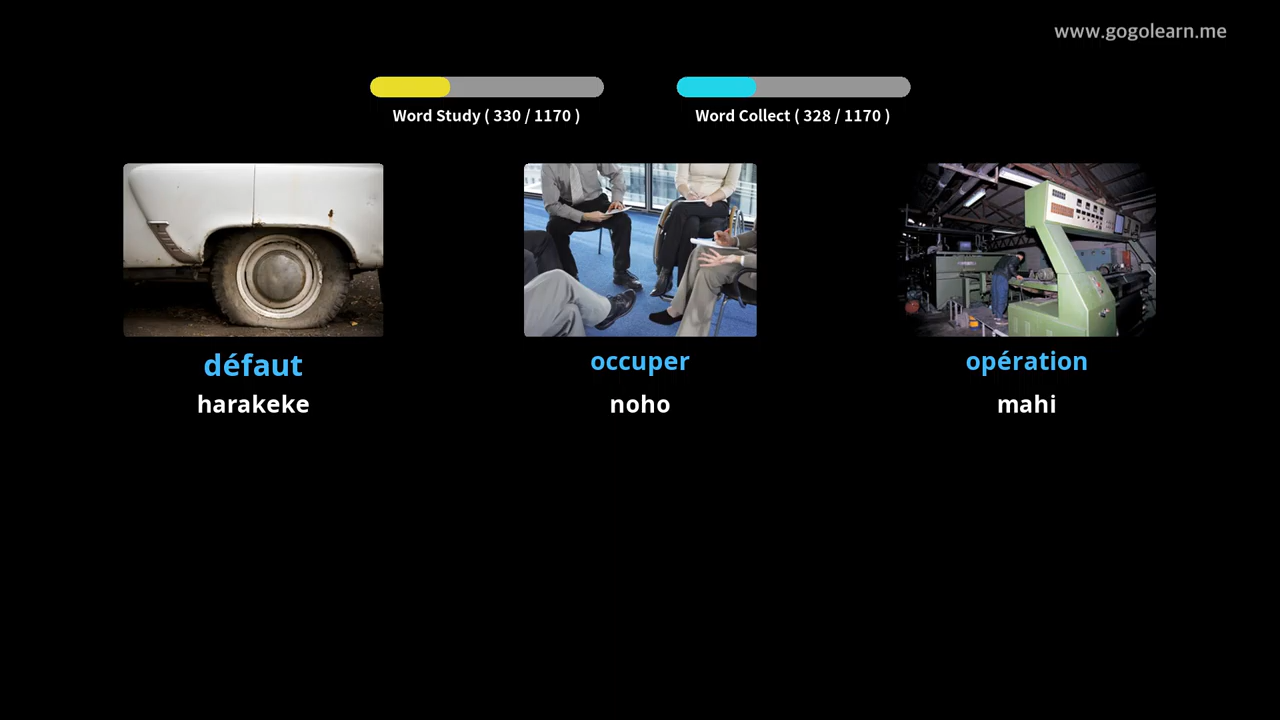 www.gogolearn.me
Word Study ( 330 / 1170 )
Word Collect ( 328 / 1170 )
défaut
occuper
opération
harakeke
noho
mahi